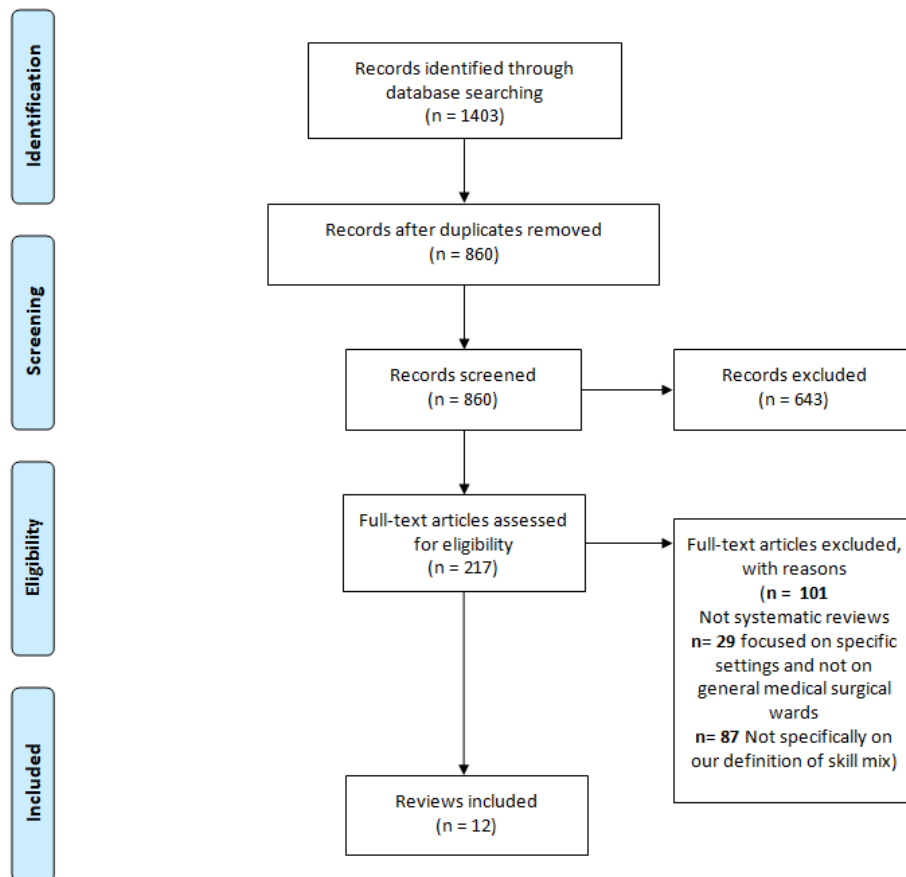 Identification
Records identified through
database searching
(n = 1403)
Records after duplicates removed
(n = 860)
Screening
Records screened
(n = 860)
Records excluded
(n = 643)
Eligibility
Full-text articles assessed
for eligibility
(n = 217)
Full-text articles excluded,
with reasons
(n = 101
Not systematic reviews
n= 29 focused on specific
settings and not on
general medical surgical
wards
n= 87 Not specifically on
our definition of skill mix)
Included
Reviews included
(n = 12)